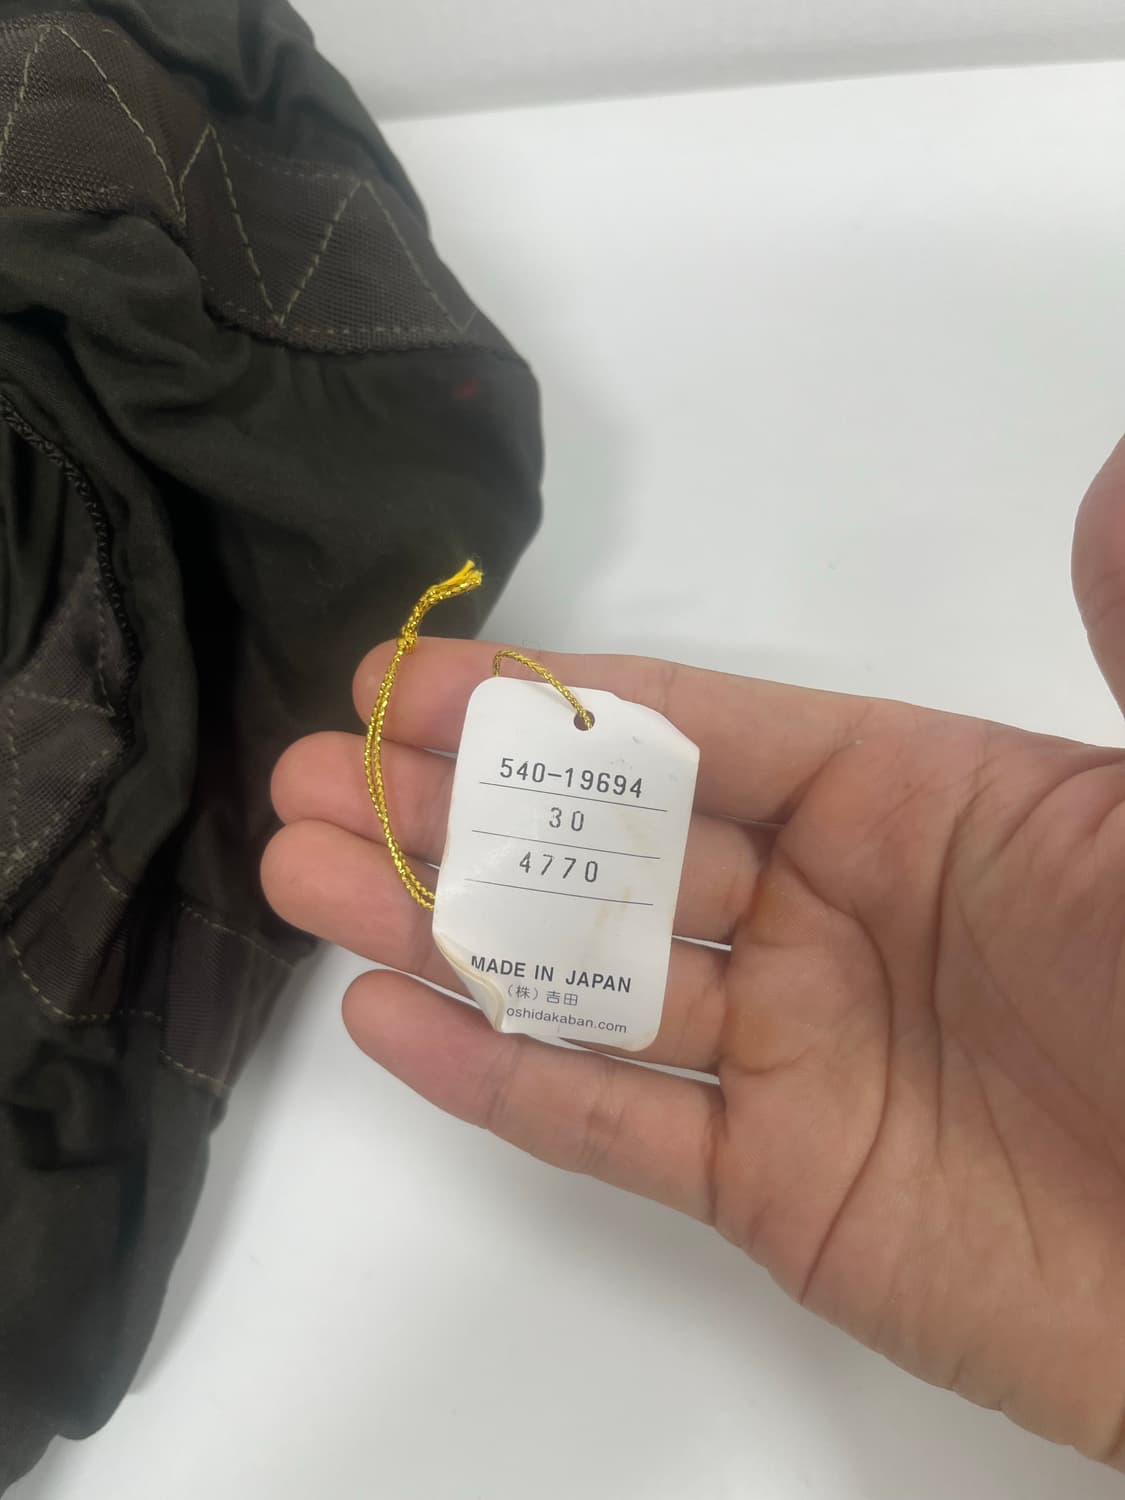 540-19694
30
4770
MADE IN JAPAN
(株)吉田
oshidakaban.com